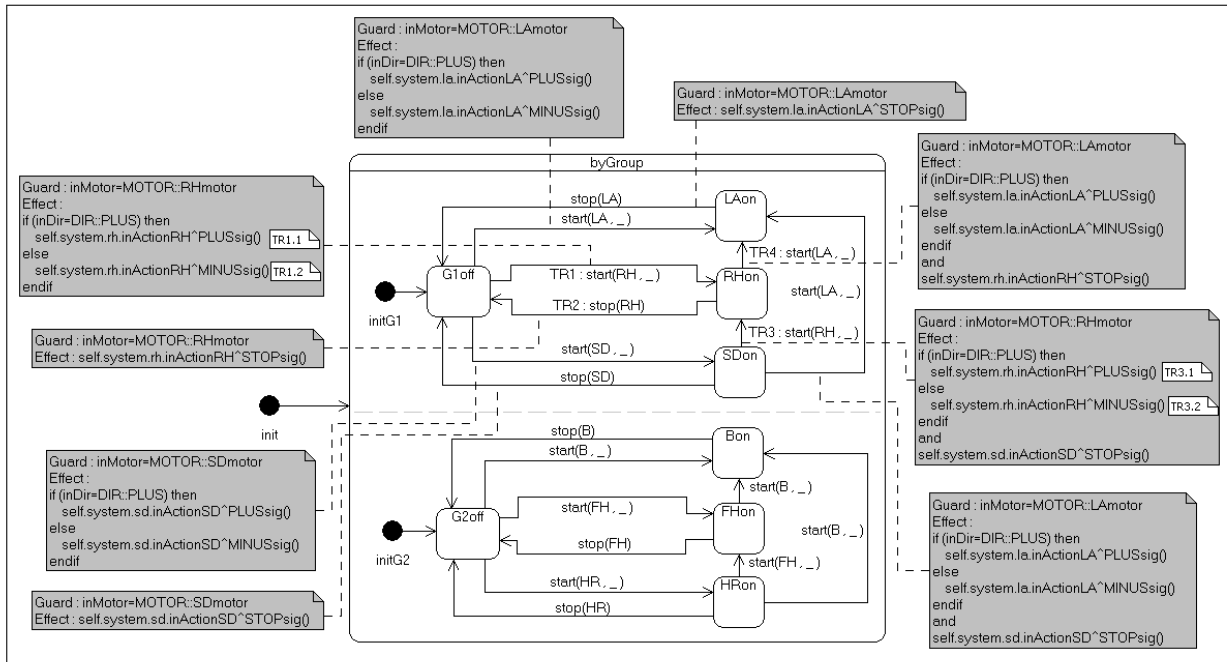 Guard : inMotor=MOTOR::LAmotor
Effect :
if (inDir=DIR::PLUS) then
self.system.la.inActionLA^PLUSsig()
else
self.system.la.inActionLA^MINUSsig()
endif
Guard : inMotor=MOTOR::LAmotor
Effect : self.system.la.inActionLA^STOPsig()
Guard : inMotor=MOTOR::LAmotor
Effect :
if (inDir=DIR::PLUS) then
self.system.la.inActionLA^PLUSsig()
else
self.system.la.inActionLA^MINUSsig()
endif
and
self.system.rh.inActionRH^STOPsig()
Guard : inMotor=MOTOR::RHmotor
Effect :
if (inDir=DIR::PLUS) then
self.system.rh.inActionRH^PLUSsig() TR1.1
else
self.system.rh.inActionRH^MINUSsig() TR1.2
endif
byGroup
stop(LA)
LAon
start(LA, _)
TR4 : start(LA, _)
G1off
TR1 : start(RH, _)
RHon
TR2 : stop(RH)
start(LA, _)
initG1
TR3 : start(RH, _)
start(SD, _)
SDon
stop(SD)
Guard : inMotor=MOTOR::RHmotor
Effect : self.system.rh.inActionRH^STOPsig()
Guard : inMotor=MOTOR::RHmotor
Effect :
if (inDir=DIR::PLUS) then
self.system.rh.inActionRH^PLUSsig() TR3.1
else
self.system.rh.inActionRH^MINUSsig() TR3.2
endif
and
self.system.sd.inActionSD^STOPsig()
init
stop(B)
Bon
start(B, _)
start(B, _)
G2off
start(FH, _)
FHon
start(B, _)
stop(FH)
initG2
start(FH, _)
start(HR, _)
HRon
stop(HR)
Guard : inMotor=MOTOR::SDmotor
Effect :
if (inDir=DIR::PLUS) then
self.system.sd.inActionSD^PLUSsig()
else
self.system.sd.inActionSD^MINUSsig()
endif
Guard : inMotor=MOTOR::SDmotor
Effect : self.system.sd.inActionSD^STOPsig()
Guard : inMotor=MOTOR::LAmotor
Effect :
if (inDir=DIR::PLUS) then
self.system.la.inActionLA^PLUSsig()
else
self.system.la.inActionLA^MINUSsig()
endif
and
self.system.sd.inActionSD^STOPsig()